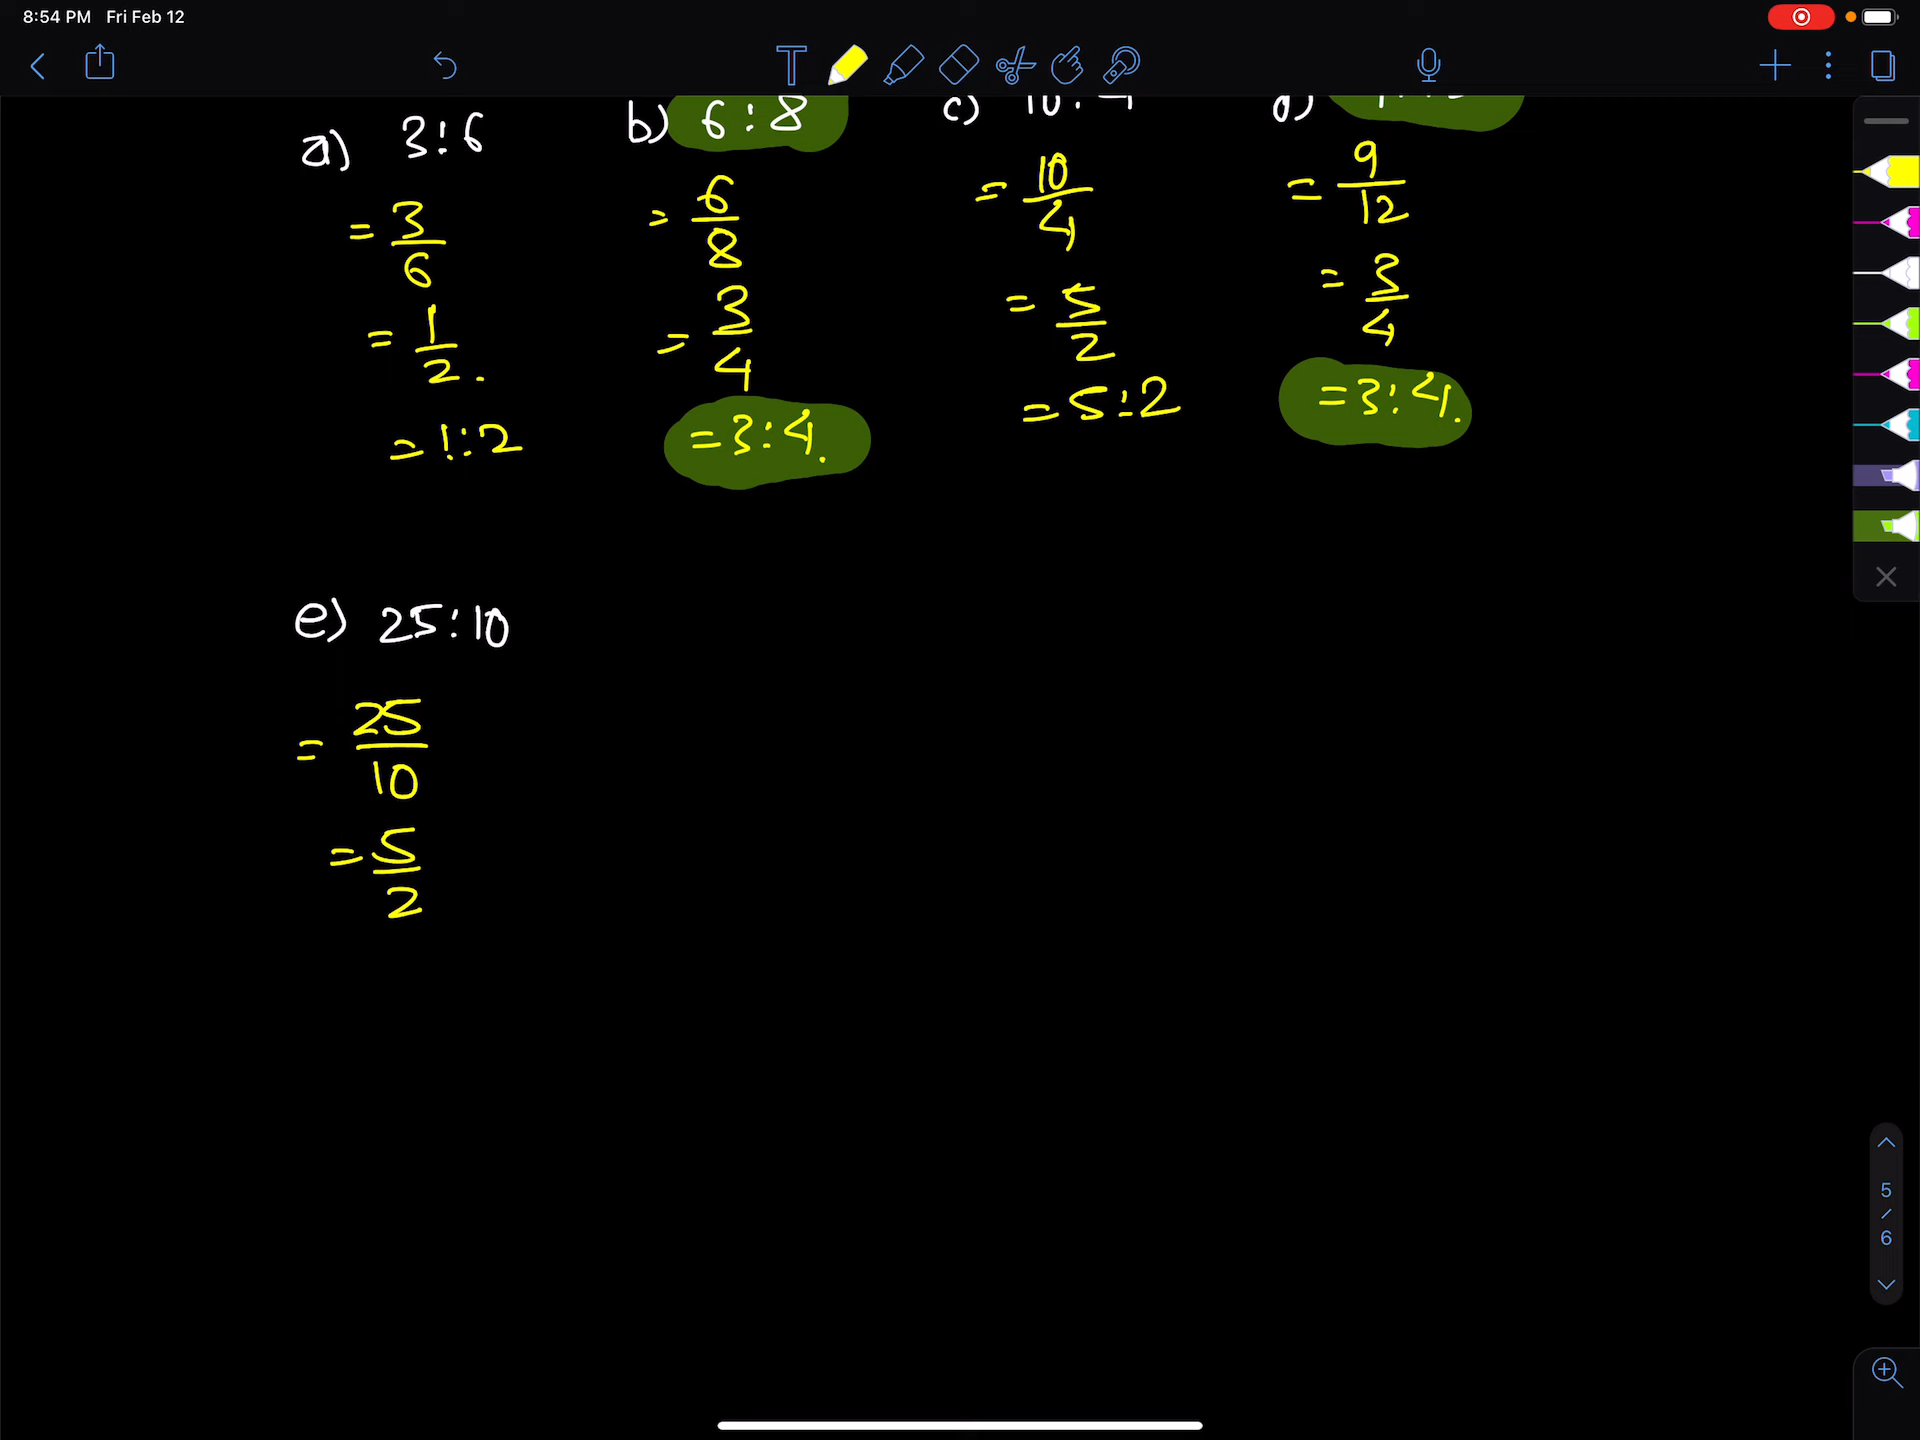 8:54 PM Fri Feb 12
a) 3:6
= 3/6
= 1/2.
= 1:2
b) 6:8
= 6/8
= 3/4
= 3:4.
c) 10:4
= 10/4
= 5/2
= 5:2
d)
= 9/12
= 3/4
= 3:4.
e) 25:10
= 25/10
= 5/2
5
/
6